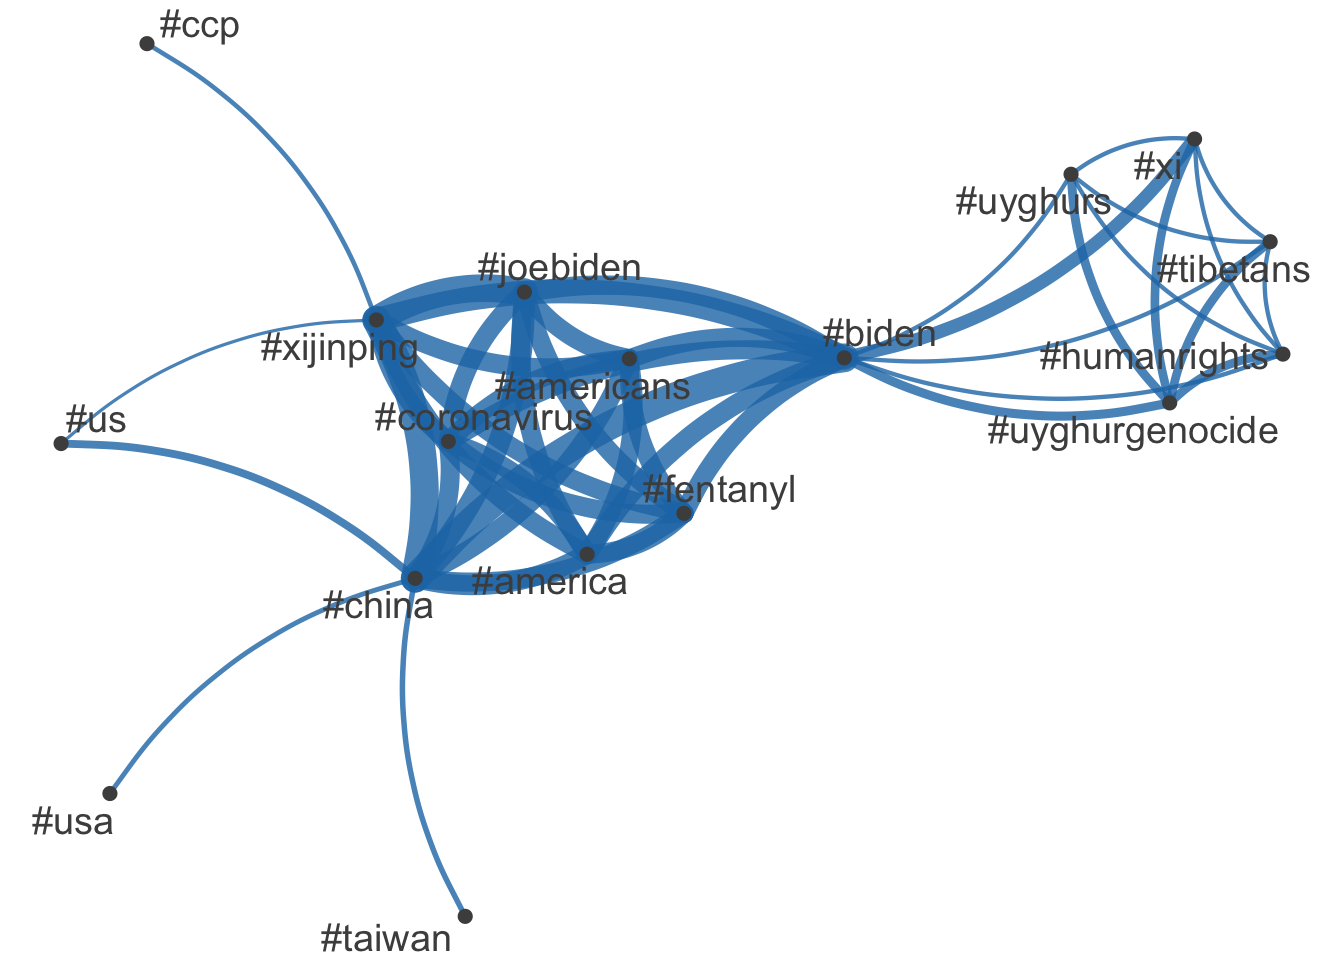 #ccp
#xi
#uyghurs
#joebiden
#tibetans
#biden
#xijinping
#humanrights
#americans
#us
#coronavirus
#uyghurgenocide
#fentanyl
#america
#china
#usa
#taiwan